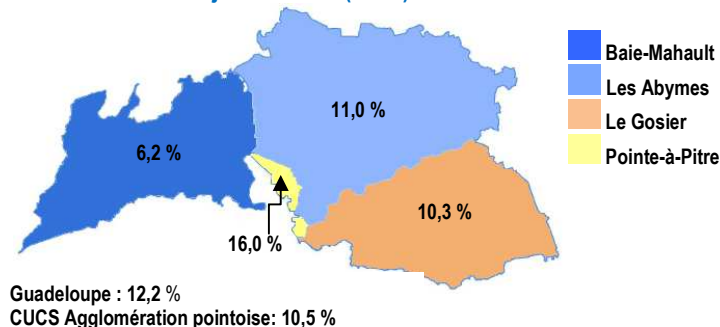 Baie-Mahault
Les Abymes
Le Gosier
Pointe-à-Pitre
11,0 %
6,2 %
10,3 %
16,0 %
Guadeloupe : 12,2 %
CUCS Agglomération pointoise: 10,5 %